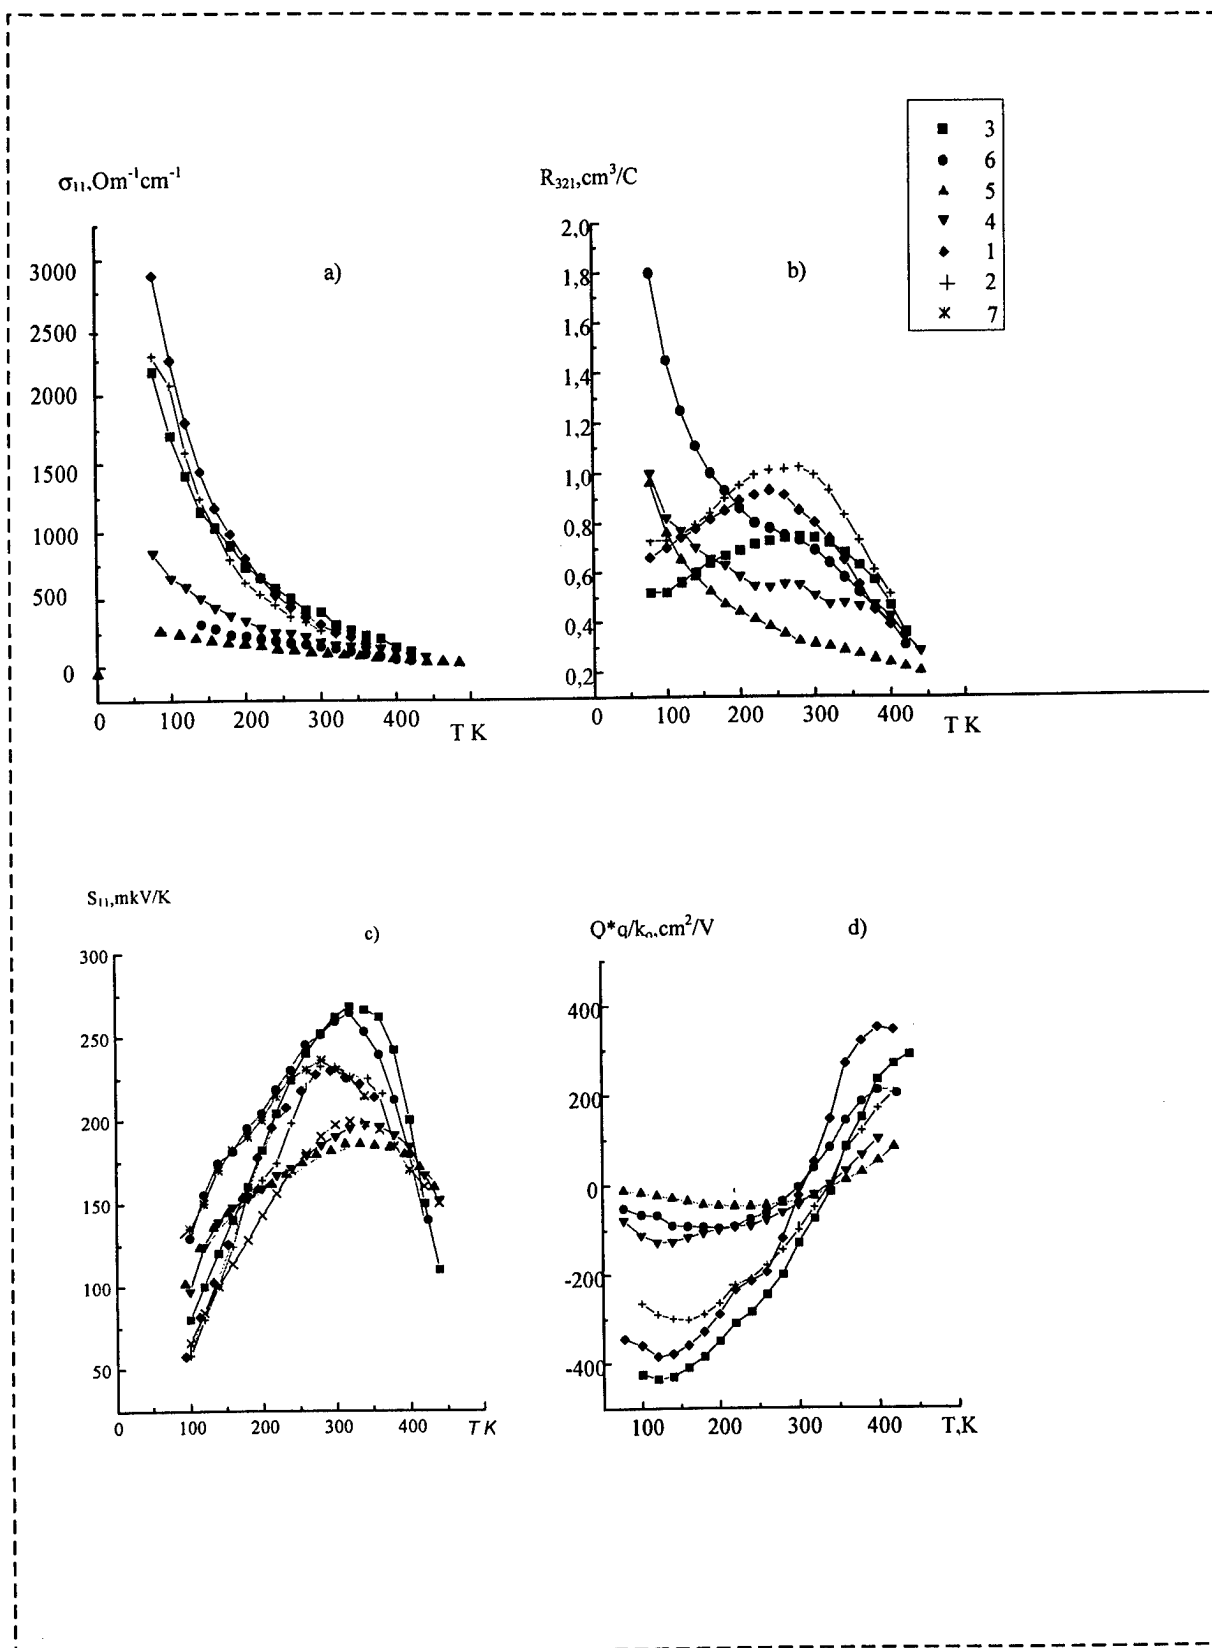 3
6
5
4
1
2
7
σ₁₁,Om⁻¹cm⁻¹
a)
3000
2500
2000
1500
1000
500
0
0 100 200 300 400
T K
R₃₂₁,cm³/C
b)
2,0
1,8
1,6
1,4
1,2
1,0
0,8
0,6
0,4
0,2
0 100 200 300 400
T K
S₁₁,mkV/K
c)
300
250
200
150
100
50
0 100 200 300 400 T K
Q*q/k₀,cm²/V
d)
400
200
0
-200
-400
100 200 300 400 T,K